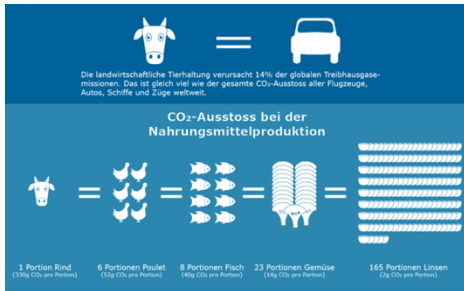 Die landwirtschaftliche Tierhaltung verursacht 14% der globalen Treibhausgase-
missionen. Das ist gleich viel wie der gesamte CO₂-Ausstoss aller Flugzeuge,
Autos, Schiffe und Züge weltweit.
CO₂-Ausstoss bei der
Nahrungsmittelproduktion
1 Portion Rind
(330g CO₂ pro Portion)
6 Portionen Poulet
(52g CO₂ pro Portion)
8 Portionen Fisch
(40g CO₂ pro Portion)
23 Portionen Gemüse
(14g CO₂ pro Portion)
165 Portionen Linsen
(2g CO₂ pro Portion)